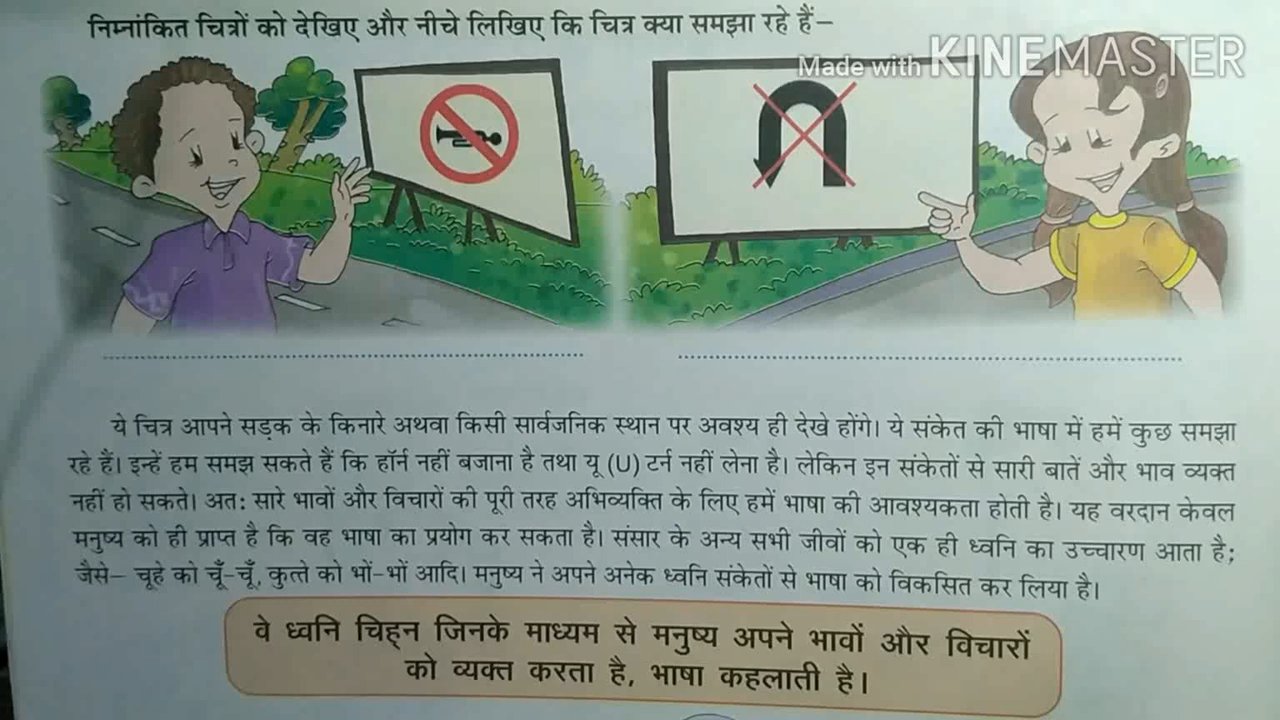 निम्नांकित चित्रों को देखिए और नीचे लिखिए कि चित्र क्या समझा रहे हैं–
Made with KINEMASTER
ये चित्र आपने सड़क के किनारे अथवा किसी सार्वजनिक स्थान पर अवश्य ही देखे होंगे। ये संकेत की भाषा में हमें कुछ समझा
रहे हैं। इन्हें हम समझ सकते हैं कि हॉर्न नहीं बजाना है तथा यू (U) टर्न नहीं लेना है। लेकिन इन संकेतों से सारी बातें और भाव व्यक्त
नहीं हो सकते। अतः सारे भावों और विचारों की पूरी तरह अभिव्यक्ति के लिए हमें भाषा की आवश्यकता होती है। यह वरदान केवल
मनुष्य को ही प्राप्त है कि वह भाषा का प्रयोग कर सकता है। संसार के अन्य सभी जीवों को एक ही ध्वनि का उच्चारण आता है;
जैसे– चूहे को चूँ-चूँ, कुत्ते को भों-भों आदि। मनुष्य ने अपने अनेक ध्वनि संकेतों से भाषा को विकसित कर लिया है।
वे ध्वनि चिह्न जिनके माध्यम से मनुष्य अपने भावों और विचारों
को व्यक्त करता है, भाषा कहलाती है।